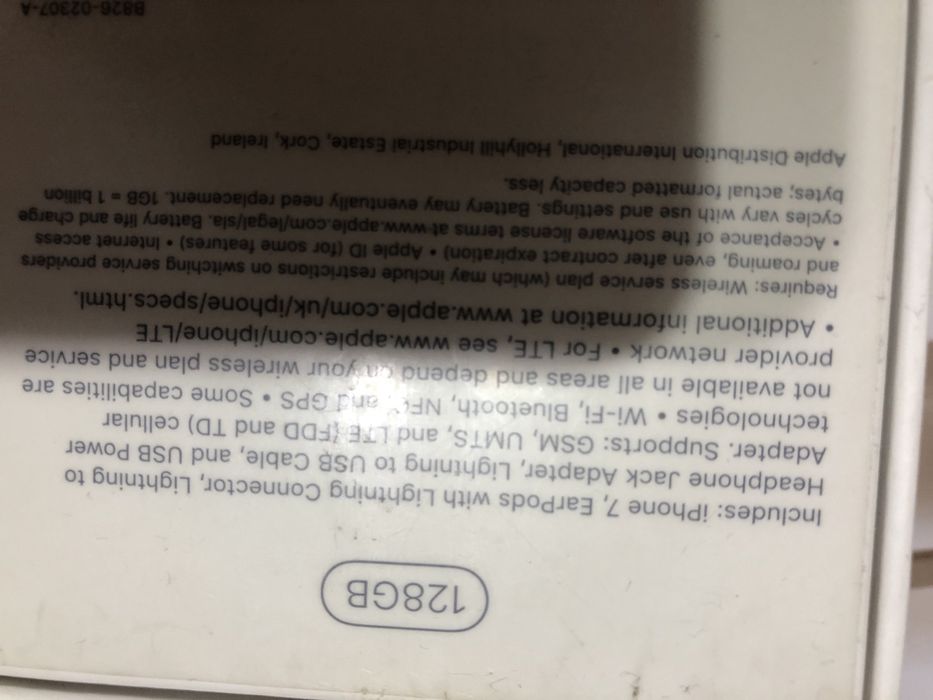 128GB
Includes: iPhone 7, EarPods with Lightning Connector, Lightning to
Headphone Jack Adapter, Lightning to USB Cable, and USB Power
Adapter. Supports: GSM, UMTS, and LTE (FDD and TD) cellular
technologies • Wi-Fi, Bluetooth, NFC, and GPS • Some capabilities are
not available in all areas and depend on your wireless plan and service
provider network • For LTE, see www.apple.com/iphone/LTE
• Additional information at www.apple.com/uk/iphone/specs.html.
Requires: Wireless service plan (which may include restrictions on switching service providers
and roaming, even after contract expiration) • Apple ID (for some features) • Internet access
• Acceptance of the software license terms at www.apple.com/legal/sla. Battery life and charge
cycles vary with use and settings. Battery may eventually need replacement. 1GB = 1 billion
bytes; actual formatted capacity less.
Apple Distribution International, Hollyhill Industrial Estate, Cork, Ireland
B826-02307-A